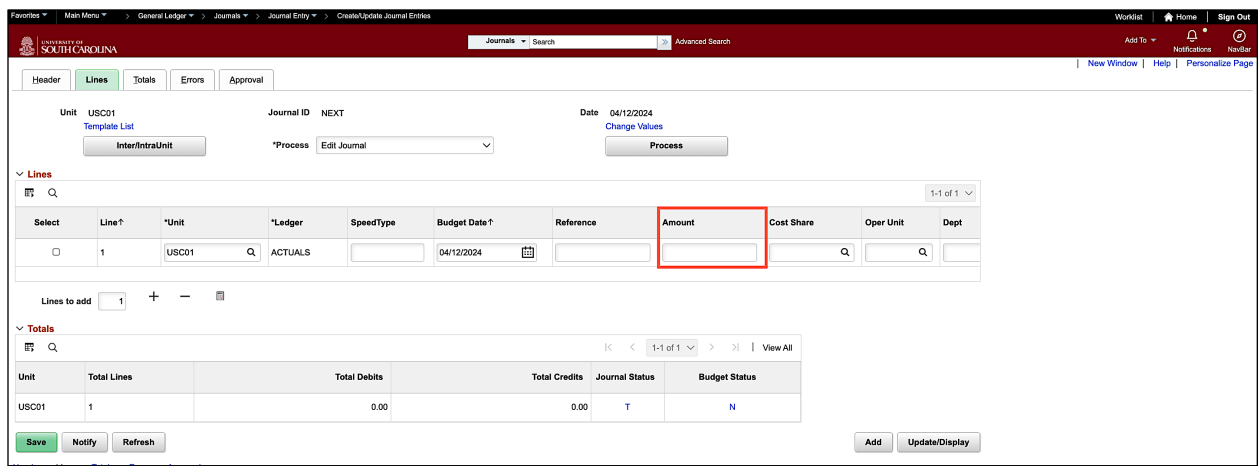 Favorites Main Menu > General Ledger > Journals > Journal Entry > Create/Update Journal Entries Worklist Home Sign Out
UNIVERSITY OF
SOUTH CAROLINA
Journals Search >> Advanced Search Add To Notifications NavBar
New Window | Help | Personalize Page
Header Lines Totals Errors Approval
Unit USC01 Journal ID NEXT Date 04/12/2024
Template List Change Values
Inter/IntraUnit *Process Edit Journal Process
Lines
1-1 of 1
Select Line↑ *Unit *Ledger SpeedType Budget Date↑ Reference Amount Cost Share Oper Unit Dept
1 USC01 ACTUALS 04/12/2024
Lines to add 1 + −
Totals
1-1 of 1 | View All
Unit Total Lines Total Debits Total Credits Journal Status Budget Status
USC01 1 0.00 0.00 T N
Save Notify Refresh Add Update/Display